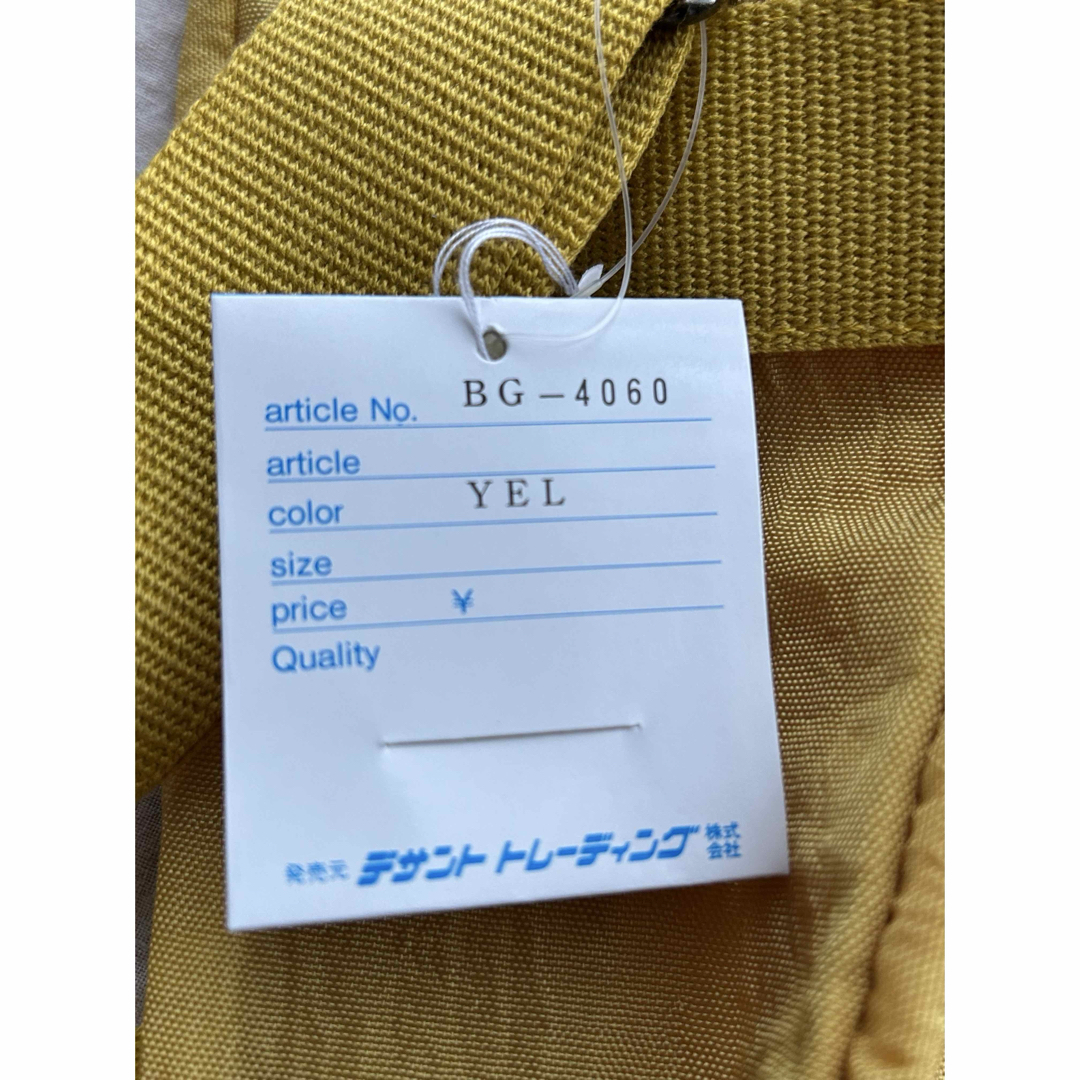 article No. BG-4060
article
color YEL
size
price ¥
Quality
発売元 デサント トレーディング 株式会社